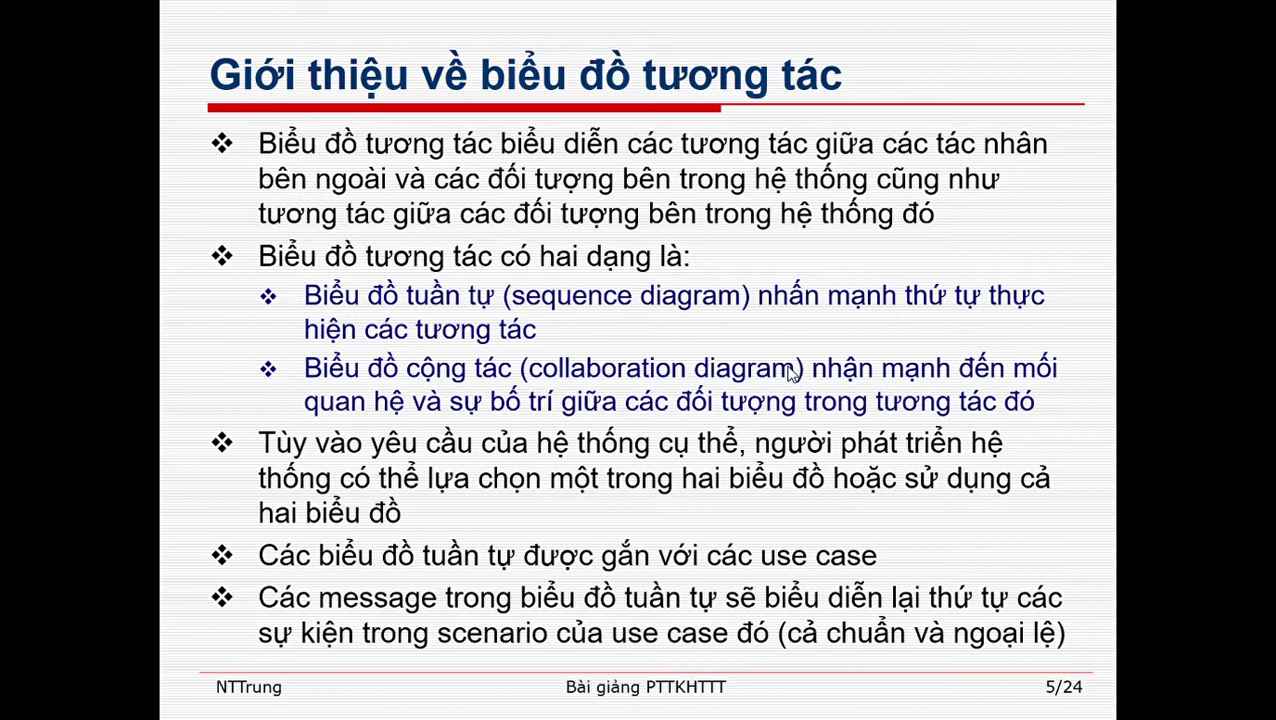 Giới thiệu về biểu đồ tương tác
❖ Biểu đồ tương tác biểu diễn các tương tác giữa các tác nhân
bên ngoài và các đối tượng bên trong hệ thống cũng như
tương tác giữa các đối tượng bên trong hệ thống đó
❖ Biểu đồ tương tác có hai dạng là:
❖ Biểu đồ tuần tự (sequence diagram) nhấn mạnh thứ tự thực
hiện các tương tác
❖ Biểu đồ cộng tác (collaboration diagram) nhận mạnh đến mối
quan hệ và sự bố trí giữa các đối tượng trong tương tác đó
❖ Tùy vào yêu cầu của hệ thống cụ thể, người phát triển hệ
thống có thể lựa chọn một trong hai biểu đồ hoặc sử dụng cả
hai biểu đồ
❖ Các biểu đồ tuần tự được gắn với các use case
❖ Các message trong biểu đồ tuần tự sẽ biểu diễn lại thứ tự các
sự kiện trong scenario của use case đó (cả chuẩn và ngoại lệ)
NTTrung Bài giảng PTTKHTTT 5/24